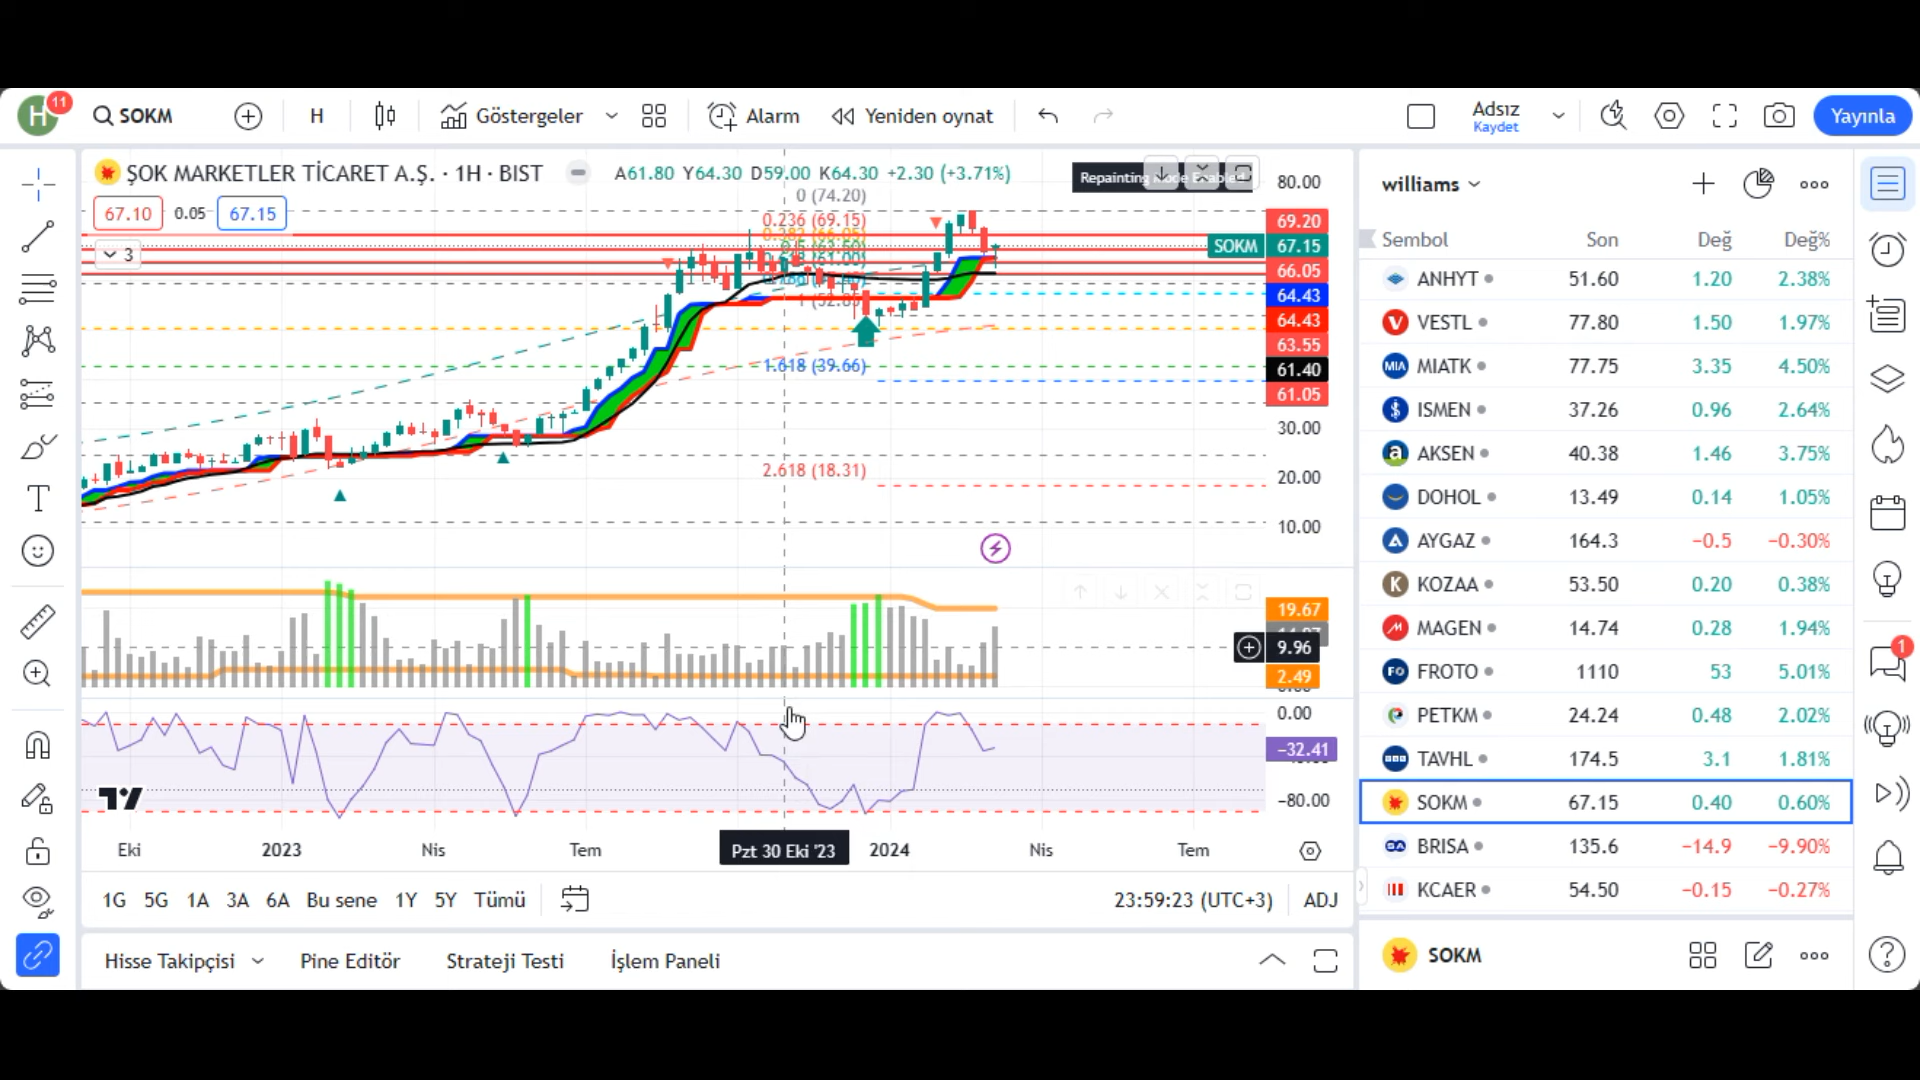 H 11 SOKM H Göstergeler Alarm Yeniden oynat Adsız Kaydet Yayınla
ŞOK MARKETLER TİCARET A.Ş. · 1H · BIST A61.80 Y64.30 D59.00 K64.30 +2.30 (+3.71%)
67.10 0.05 67.15
3
Repainting
0 (74.20)
0.236 (69.15)
1.618 (39.66)
2.618 (18.31)
80.00
69.20
SOKM 67.15
66.05
64.43
64.43
63.55
61.40
61.05
30.00
20.00
10.00
19.67
9.96
2.49
0.00
−32.41
−80.00
Eki 2023 Nis Tem Pzt 30 Eki '23 2024 Nis Tem
1G 5G 1A 3A 6A Bu sene 1Y 5Y Tümü 23:59:23 (UTC+3) ADJ
Hisse Takipçisi Pine Editör Strateji Testi İşlem Paneli
williams
Sembol Son Değ Değ%
ANHYT 51.60 1.20 2.38%
VESTL 77.80 1.50 1.97%
MIATK 77.75 3.35 4.50%
ISMEN 37.26 0.96 2.64%
AKSEN 40.38 1.46 3.75%
DOHOL 13.49 0.14 1.05%
AYGAZ 164.3 −0.5 −0.30%
KOZAA 53.50 0.20 0.38%
MAGEN 14.74 0.28 1.94%
FROTO 1110 53 5.01%
PETKM 24.24 0.48 2.02%
TAVHL 174.5 3.1 1.81%
SOKM 67.15 0.40 0.60%
BRISA 135.6 −14.9 −9.90%
KCAER 54.50 −0.15 −0.27%
SOKM
1